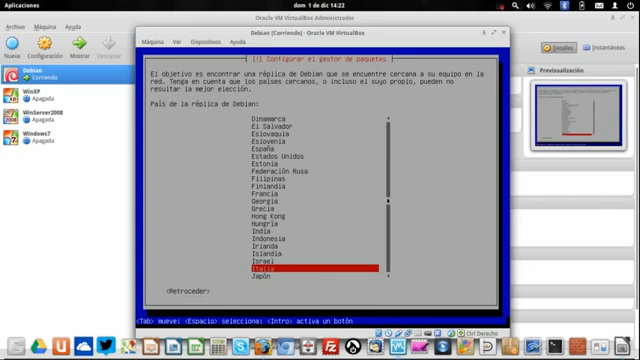 Aplicaciones
dom 1 de dic 14:22
Oracle VM VirtualBox Administrador
Archivo Máquina Ayuda
Nueva
Configuración
Mostrar
Descartar
Detalles
Instantáneas
Debian
Corriendo
WinXP
Apagada
WinServer2008
Apagada
Windows7
Apagada
Previsualización
Debian [Corriendo] - Oracle VM VirtualBox
Máquina Ver Dispositivos Ayuda
[!] Configurar el gestor de paquetes
El objetivo es encontrar una réplica de Debian que se encuentre cercana a su equipo en la
red. Tenga en cuenta que los países cercanos, o incluso el suyo propio, pueden no
resultar la mejor elección.
País de la réplica de Debian:
Dinamarca
El Salvador
Eslovaquia
Eslovenia
España
Estados Unidos
Estonia
Federación Rusa
Filipinas
Finlandia
Francia
Georgia
Grecia
Hong Kong
Hungría
India
Indonesia
Irlanda
Islandia
Israel
Italia
Japón
<Retroceder>
<Tab> mueve; <Espacio> selecciona; <Intro> activa un botón
Ctrl Derecho